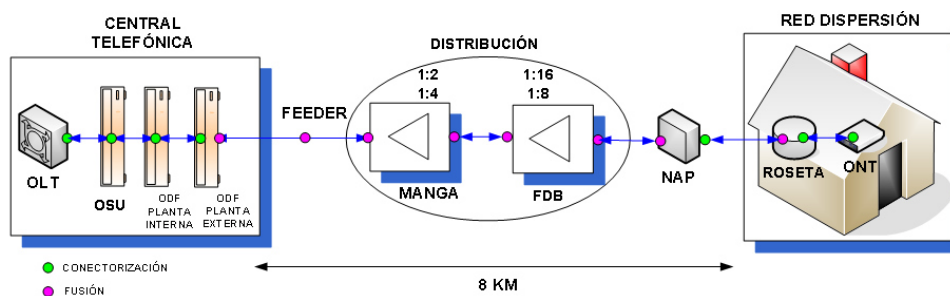 CENTRAL
TELEFÓNICA
OLT
OSU
ODF
PLANTA
INTERNA
ODF
PLANTA
EXTERNA
FEEDER
DISTRIBUCIÓN
1:2
1:4
MANGA
1:16
1:8
FDB
NAP
RED DISPERSIÓN
ROSETA
ONT
CONECTORIZACIÓN
FUSIÓN
8 KM